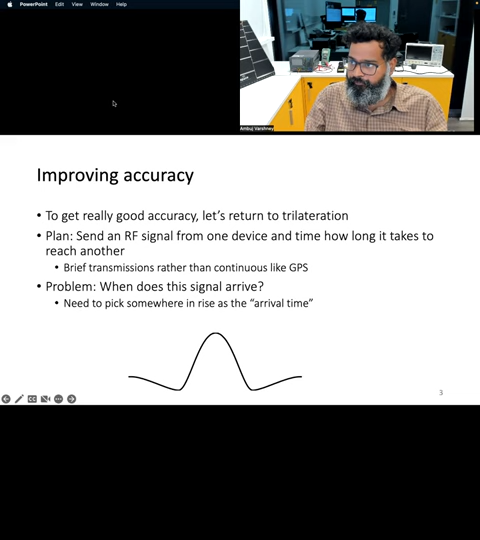 PowerPoint Edit View Window Help
Ambuj Varshney
Improving accuracy
• To get really good accuracy, let's return to trilateration
• Plan: Send an RF signal from one device and time how long it takes to
reach another
• Brief transmissions rather than continuous like GPS
• Problem: When does this signal arrive?
• Need to pick somewhere in rise as the "arrival time"
3